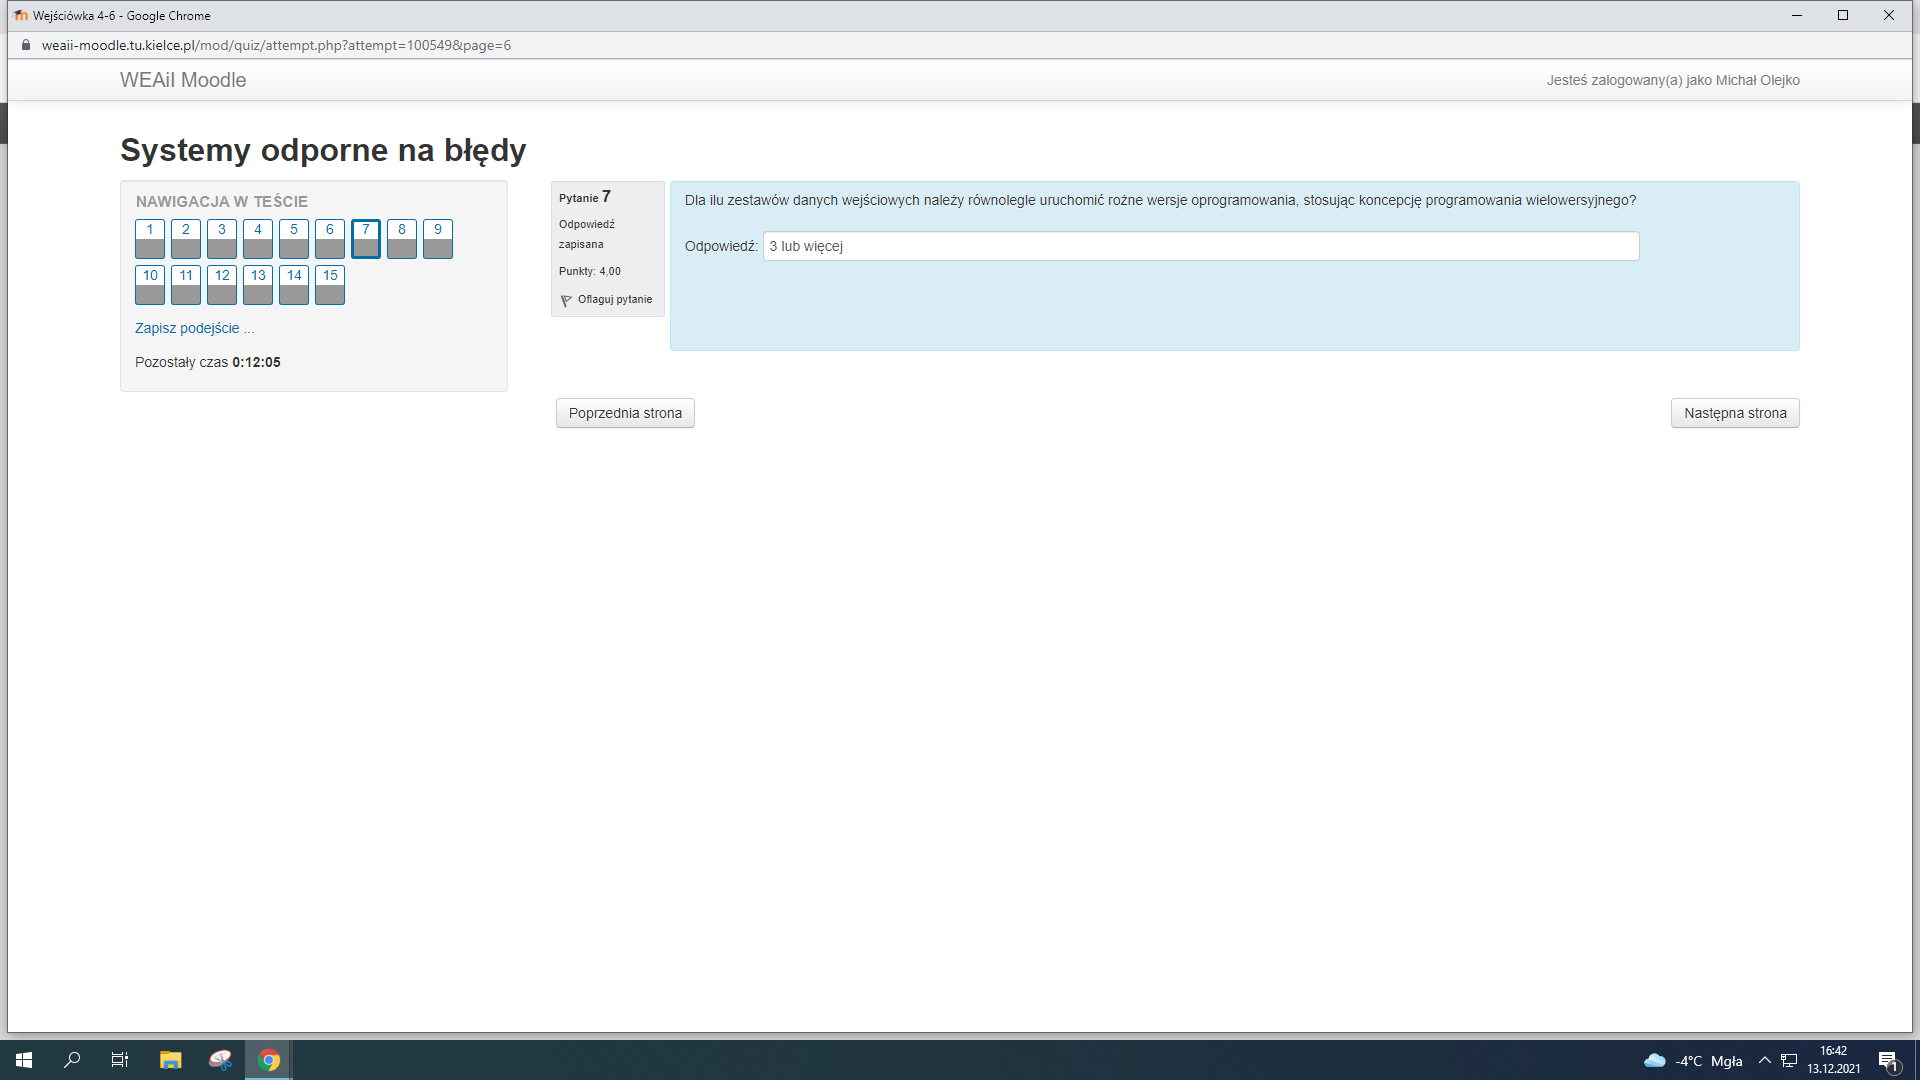 Wejściówka 4-6 - Google Chrome
weaii-moodle.tu.kielce.pl/mod/quiz/attempt.php?attempt=100549&page=6
WEAiI Moodle
Jesteś zalogowany(a) jako Michał Olejko
Systemy odporne na błędy
NAWIGACJA W TEŚCIE
1 2 3 4 5 6 7 8 9
10 11 12 13 14 15
Zapisz podejście ...
Pozostały czas 0:12:05
Pytanie 7
Odpowiedź
zapisana
Punkty: 4,00
Oflaguj pytanie
Dla ilu zestawów danych wejściowych należy równolegle uruchomić rożne wersje oprogramowania, stosując koncepcję programowania wielowersyjnego?
Odpowiedź: 3 lub więcej
Poprzednia strona
Następna strona
-4°C Mgła
16:42
13.12.2021
1